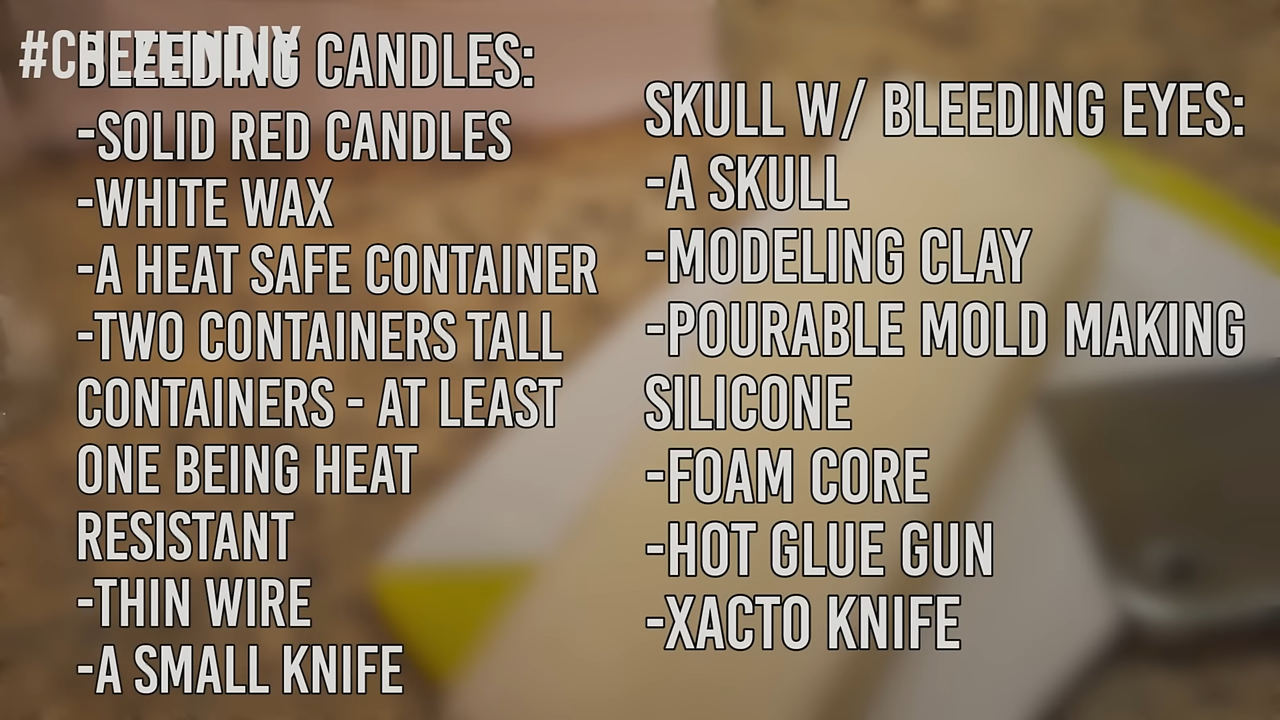 BLEEDING CANDLES:
-SOLID RED CANDLES
-WHITE WAX
-A HEAT SAFE CONTAINER
-TWO CONTAINERS TALL
CONTAINERS - AT LEAST
ONE BEING HEAT
RESISTANT
-THIN WIRE
-A SMALL KNIFE
SKULL W/ BLEEDING EYES:
-A SKULL
-MODELING CLAY
-POURABLE MOLD MAKING
SILICONE
-FOAM CORE
-HOT GLUE GUN
-XACTO KNIFE